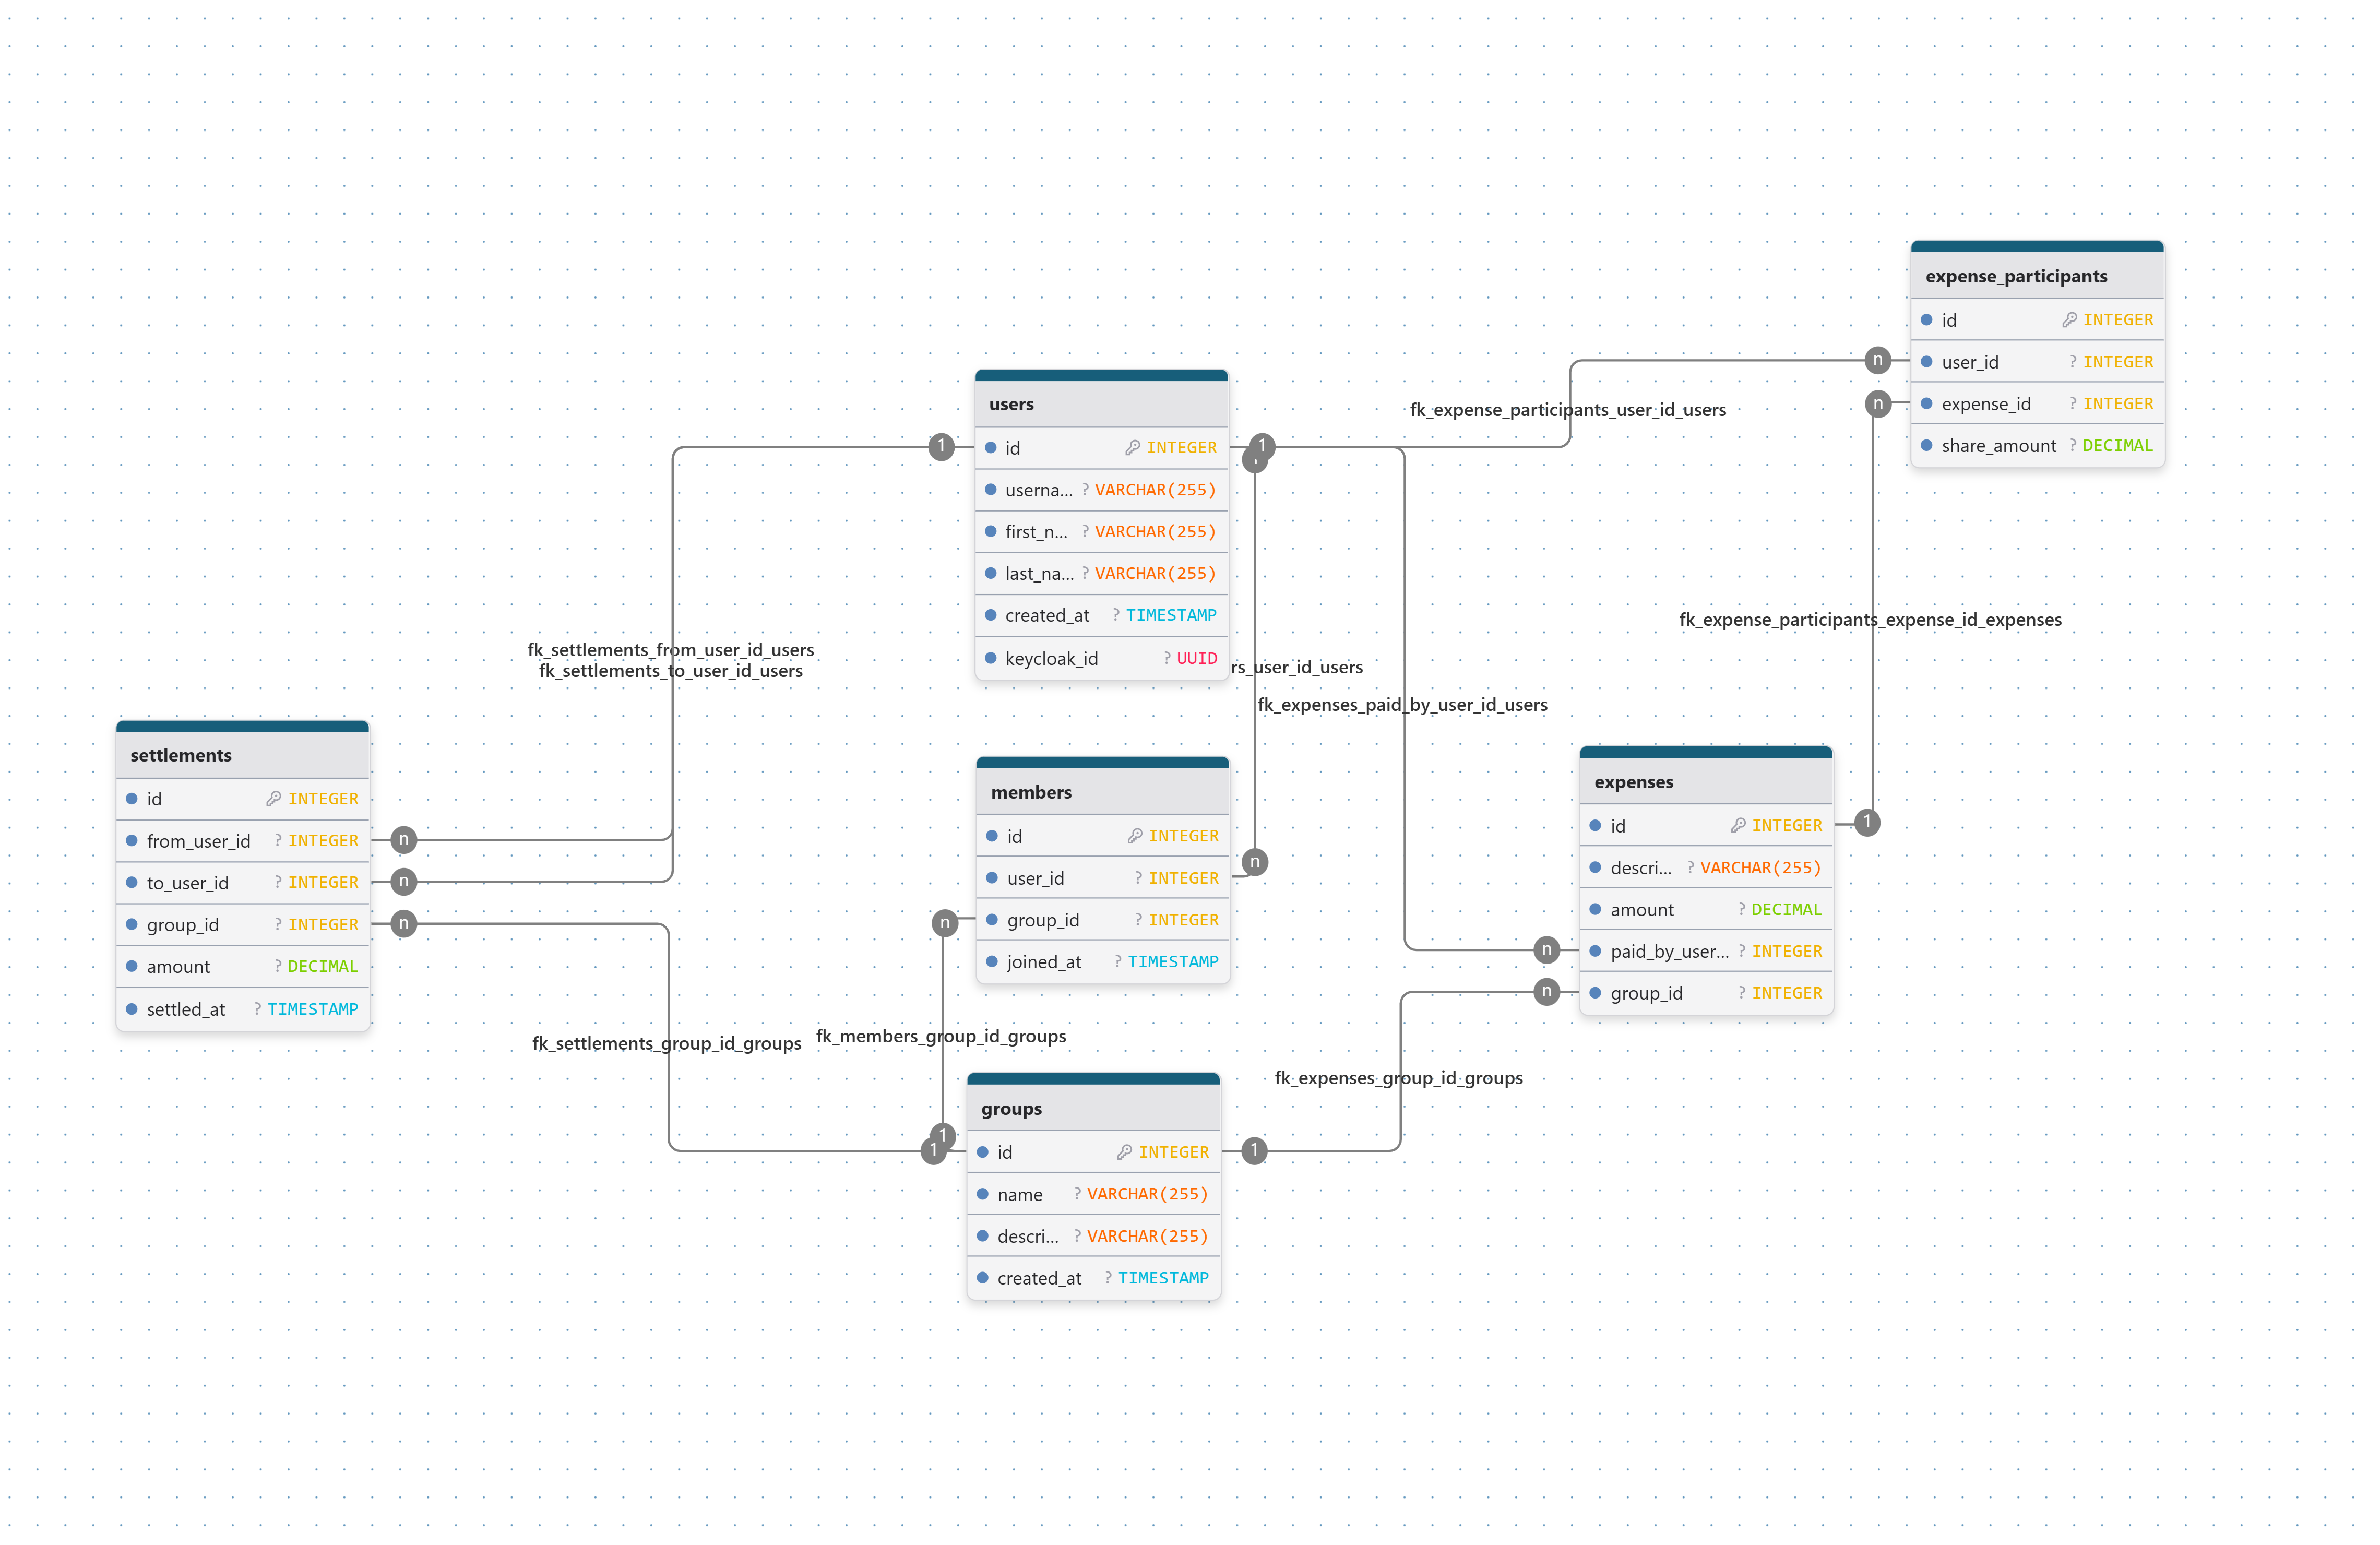 expense_participants
id INTEGER
user_id ? INTEGER
expense_id ? INTEGER
share_amount ? DECIMAL
n
n
fk_expense_participants_user_id_users
users
id INTEGER
userna... ? VARCHAR(255)
first_n... ? VARCHAR(255)
last_na... ? VARCHAR(255)
created_at ? TIMESTAMP
keycloak_id ? UUID
1
1
fk_expense_participants_expense_id_expenses
fk_settlements_from_user_id_users
fk_settlements_to_user_id_users
rs_user_id_users
fk_expenses_paid_by_user_id_users
settlements
id INTEGER
from_user_id ? INTEGER
to_user_id ? INTEGER
group_id ? INTEGER
amount ? DECIMAL
settled_at ? TIMESTAMP
n
n
n
members
id INTEGER
user_id ? INTEGER
group_id ? INTEGER
joined_at ? TIMESTAMP
n
n
expenses
id INTEGER
descri... ? VARCHAR(255)
amount ? DECIMAL
paid_by_user... ? INTEGER
group_id ? INTEGER
1
n
n
fk_settlements_group_id_groups
fk_members_group_id_groups
fk_expenses_group_id_groups
groups
id INTEGER
name ? VARCHAR(255)
descri... ? VARCHAR(255)
created_at ? TIMESTAMP
1
1
1